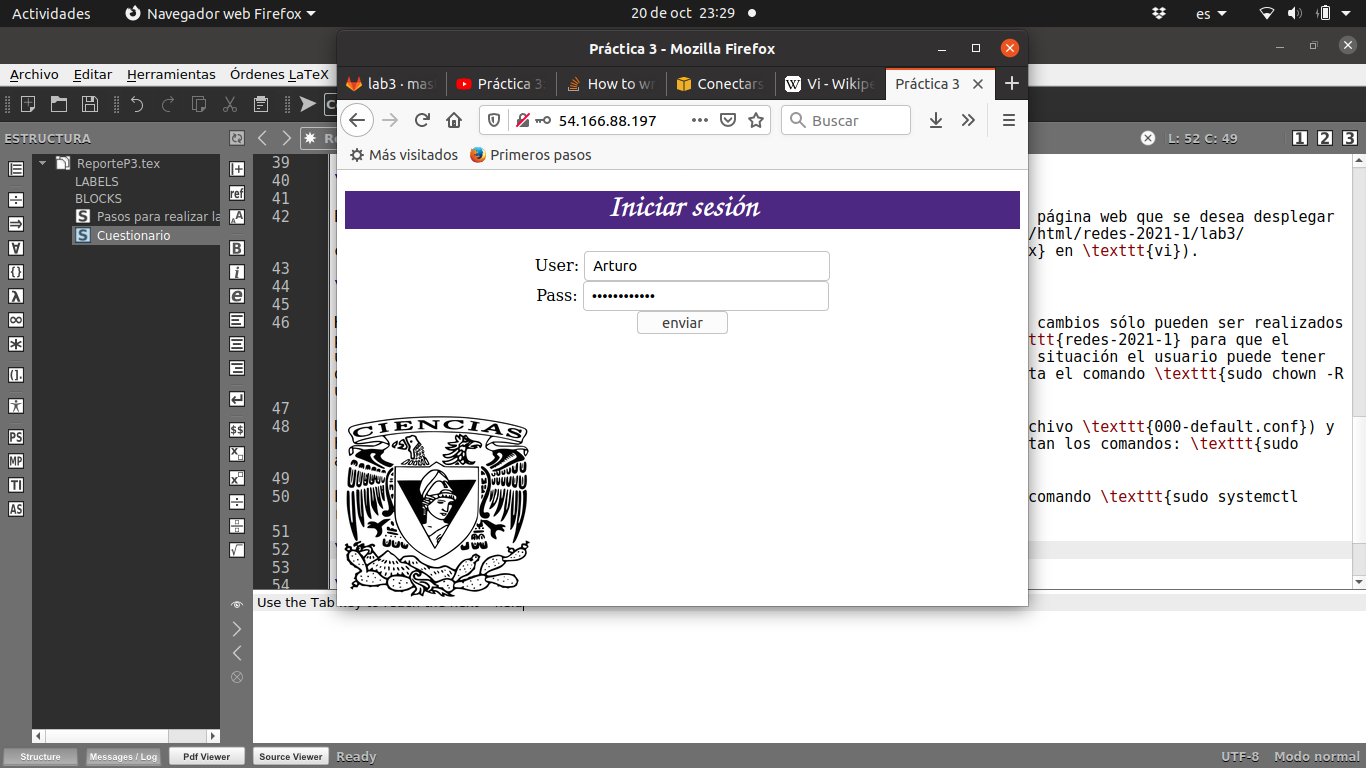 Actividades
Navegador web Firefox
20 de oct 23:29
es
Práctica 3 - Mozilla Firefox
Archivo Editar Herramientas Órdenes LaTeX
lab3 · mas
Práctica 3
How to w
Conectars
Vi - Wikipe
Práctica 3
54.166.88.197
Buscar
Más visitados
Primeros pasos
ESTRUCTURA
L: 52 C: 49
1 2 3
ReporteP3.tex
LABELS
BLOCKS
Pasos para realizar la
Cuestionario
ref
B
i
e
PS
MP
TI
AS
$$
39
40
41
42
43
44
45
46
47
48
49
50
51
52
53
54
Iniciar sesión
User: Arturo
Pass: ••••••••••••
enviar
CIENCIAS
página web que se desea desplegar
/html/redes-2021-1/lab3/
x} en \texttt{vi}).
cambios sólo pueden ser realizados
ttt{redes-2021-1} para que el
situación el usuario puede tener
ta el comando \texttt{sudo chown -R
chivo \texttt{000-default.conf}) y
tan los comandos: \texttt{sudo
comando \texttt{sudo systemctl
Use the Tab
Structure
Messages / Log
Pdf Viewer
Source Viewer
Ready
UTF-8
Modo normal